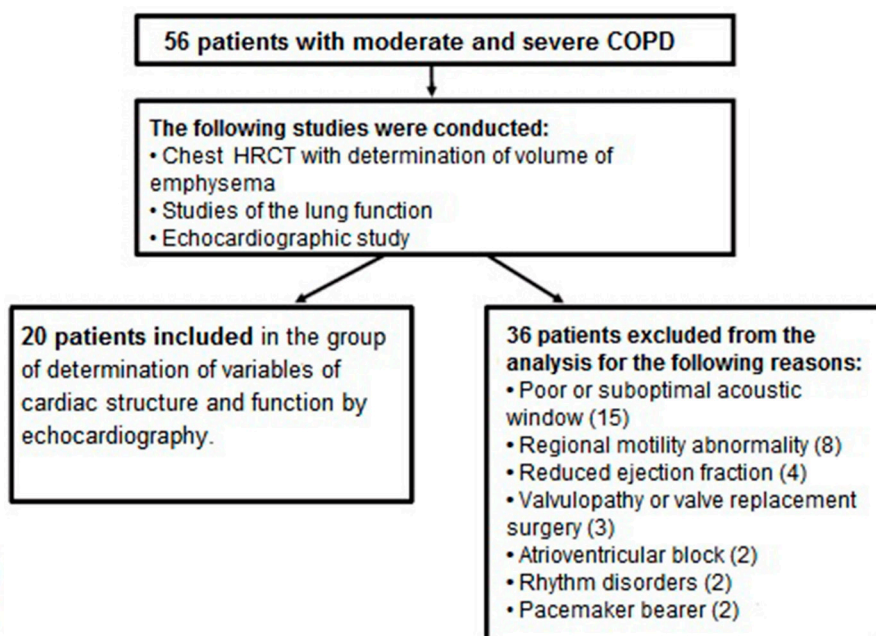 56 patients with moderate and severe COPD
The following studies were conducted:
• Chest HRCT with determination of volume of
emphysema
• Studies of the lung function
• Echocardiographic study
20 patients included in the group
of determination of variables of
cardiac structure and function by
echocardiography.
36 patients excluded from the
analysis for the following reasons:
• Poor or suboptimal acoustic
window (15)
• Regional motility abnormality (8)
• Reduced ejection fraction (4)
• Valvulopathy or valve replacement
surgery (3)
• Atrioventricular block (2)
• Rhythm disorders (2)
• Pacemaker bearer (2)